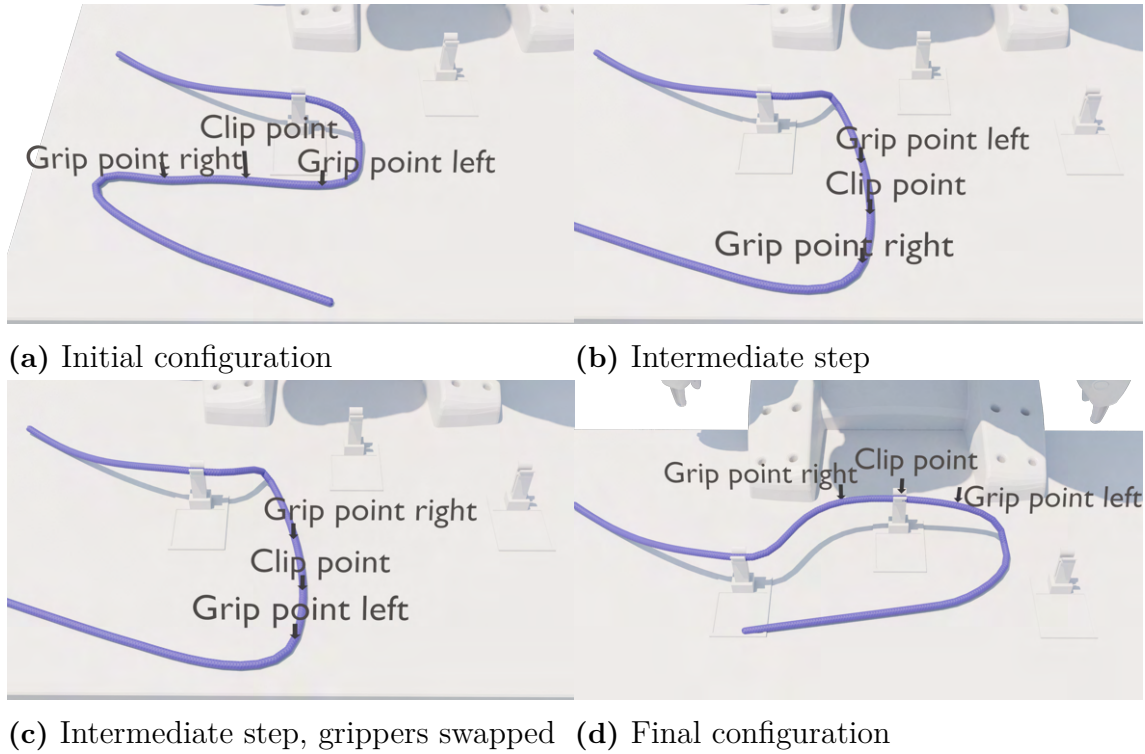 Clip point
Grip point right
Grip point left
Grip point left
Clip point
Grip point right
(a) Initial configuration
(b) Intermediate step
Grip point right
Clip point
Grip point left
Clip point
Grip point right
Grip point left
(c) Intermediate step, grippers swapped
(d) Final configuration